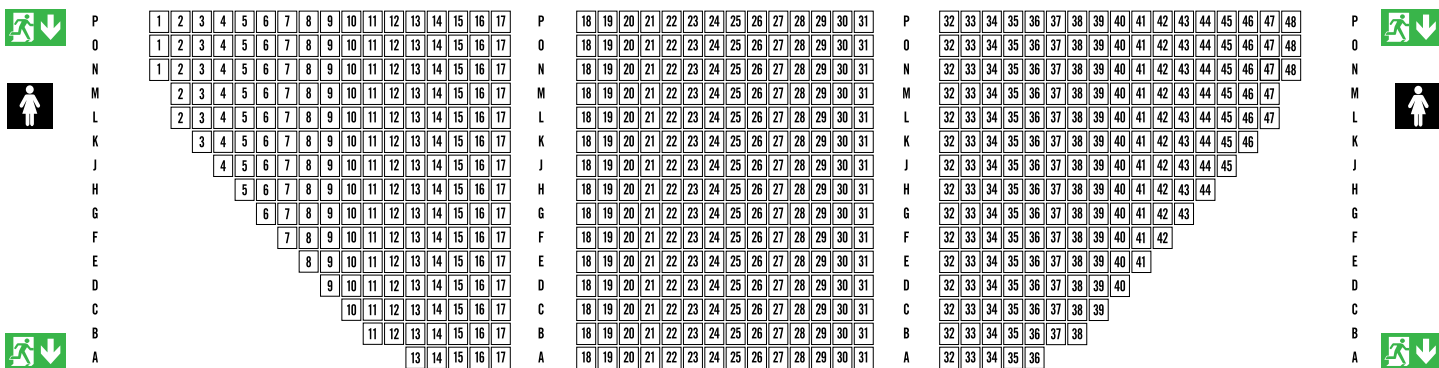 P 1 2 3 4 5 6 7 8 9 10 11 12 13 14 15 16 17 P 18 19 20 21 22 23 24 25 26 27 28 29 30 31 P 32 33 34 35 36 37 38 39 40 41 42 43 44 45 46 47 48 P
O 1 2 3 4 5 6 7 8 9 10 11 12 13 14 15 16 17 O 18 19 20 21 22 23 24 25 26 27 28 29 30 31 O 32 33 34 35 36 37 38 39 40 41 42 43 44 45 46 47 48 O
N 1 2 3 4 5 6 7 8 9 10 11 12 13 14 15 16 17 N 18 19 20 21 22 23 24 25 26 27 28 29 30 31 N 32 33 34 35 36 37 38 39 40 41 42 43 44 45 46 47 48 N
M 2 3 4 5 6 7 8 9 10 11 12 13 14 15 16 17 M 18 19 20 21 22 23 24 25 26 27 28 29 30 31 M 32 33 34 35 36 37 38 39 40 41 42 43 44 45 46 47 M
L 2 3 4 5 6 7 8 9 10 11 12 13 14 15 16 17 L 18 19 20 21 22 23 24 25 26 27 28 29 30 31 L 32 33 34 35 36 37 38 39 40 41 42 43 44 45 46 47 L
K 3 4 5 6 7 8 9 10 11 12 13 14 15 16 17 K 18 19 20 21 22 23 24 25 26 27 28 29 30 31 K 32 33 34 35 36 37 38 39 40 41 42 43 44 45 46 K
J 4 5 6 7 8 9 10 11 12 13 14 15 16 17 J 18 19 20 21 22 23 24 25 26 27 28 29 30 31 J 32 33 34 35 36 37 38 39 40 41 42 43 44 45 J
H 5 6 7 8 9 10 11 12 13 14 15 16 17 H 18 19 20 21 22 23 24 25 26 27 28 29 30 31 H 32 33 34 35 36 37 38 39 40 41 42 43 44 H
G 6 7 8 9 10 11 12 13 14 15 16 17 G 18 19 20 21 22 23 24 25 26 27 28 29 30 31 G 32 33 34 35 36 37 38 39 40 41 42 43 G
F 7 8 9 10 11 12 13 14 15 16 17 F 18 19 20 21 22 23 24 25 26 27 28 29 30 31 F 32 33 34 35 36 37 38 39 40 41 42 F
E 8 9 10 11 12 13 14 15 16 17 E 18 19 20 21 22 23 24 25 26 27 28 29 30 31 E 32 33 34 35 36 37 38 39 40 41 E
D 9 10 11 12 13 14 15 16 17 D 18 19 20 21 22 23 24 25 26 27 28 29 30 31 D 32 33 34 35 36 37 38 39 40 D
C 10 11 12 13 14 15 16 17 C 18 19 20 21 22 23 24 25 26 27 28 29 30 31 C 32 33 34 35 36 37 38 39 C
B 11 12 13 14 15 16 17 B 18 19 20 21 22 23 24 25 26 27 28 29 30 31 B 32 33 34 35 36 37 38 B
A 13 14 15 16 17 A 18 19 20 21 22 23 24 25 26 27 28 29 30 31 A 32 33 34 35 36 A